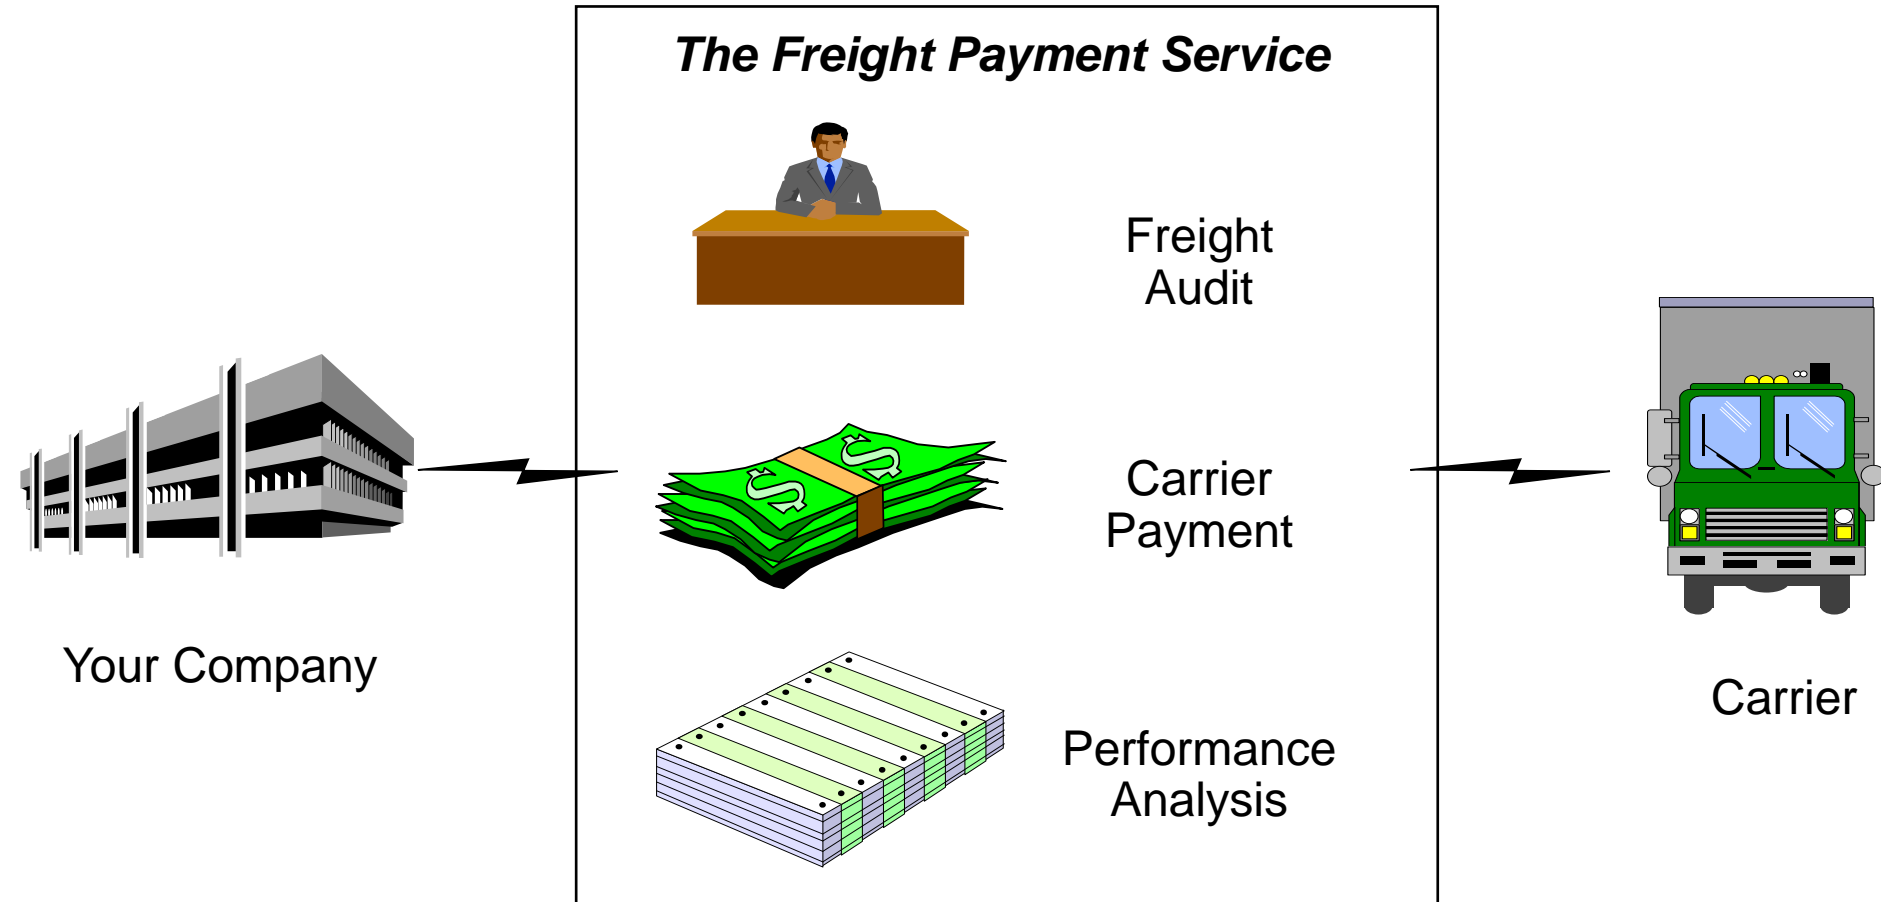 The Freight Payment Service
Freight
Audit
Carrier
Payment
Your Company
Carrier
Performance
Analysis